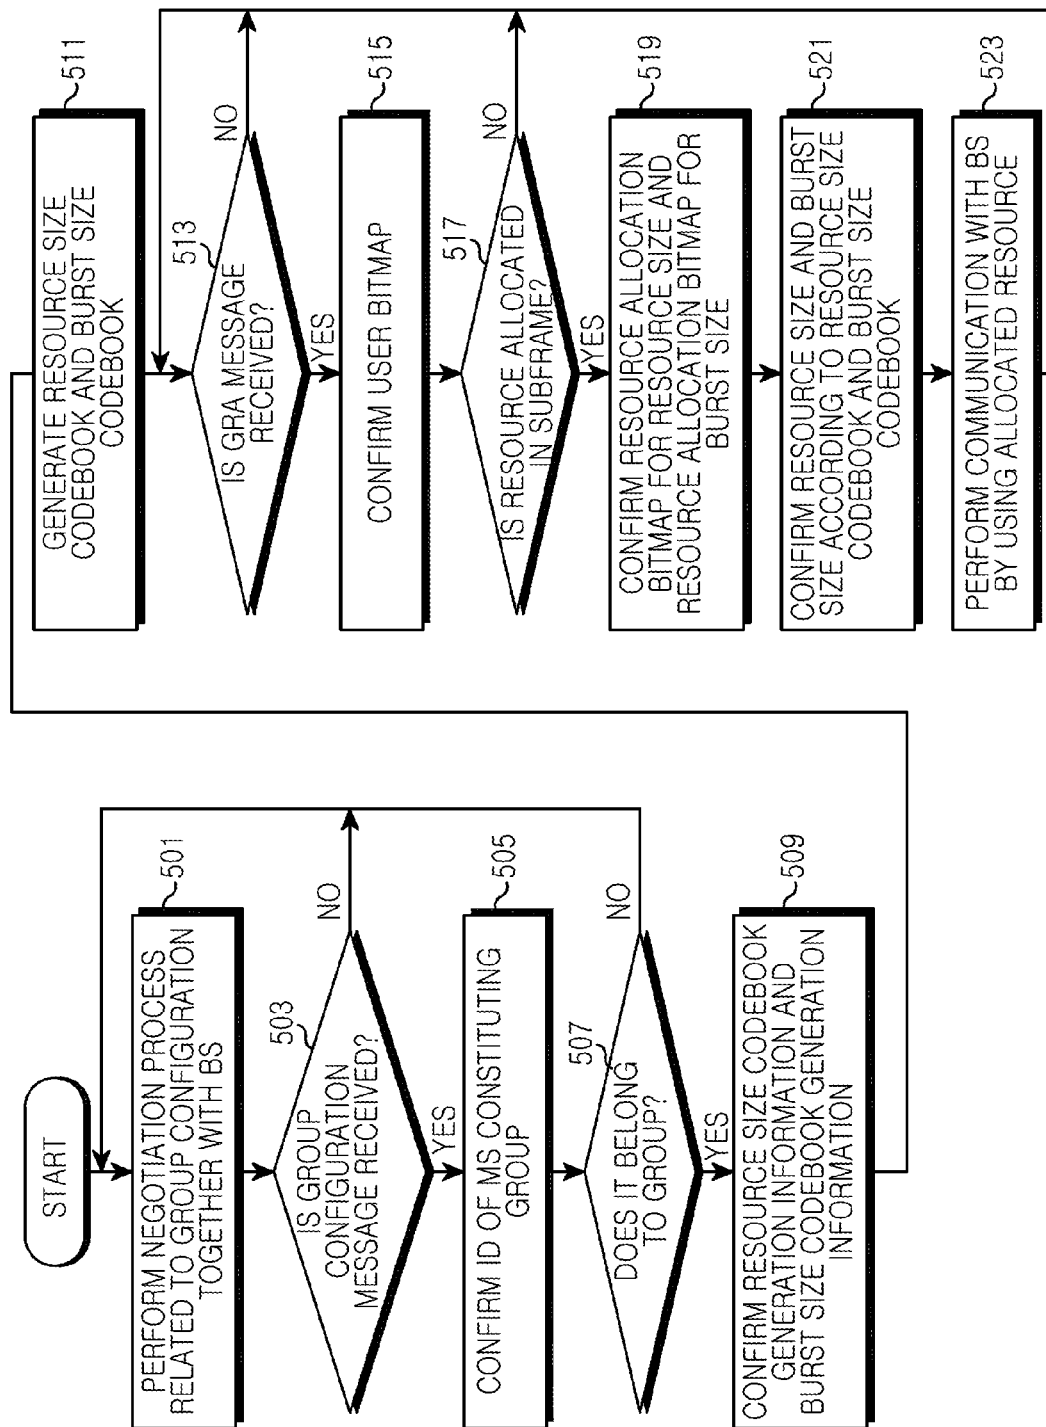 START
501
PERFORM NEGOTIATION PROCESS
RELATED TO GROUP CONFIGURATION
TOGETHER WITH BS
503
IS GROUP
CONFIGURATION
MESSAGE RECEIVED?
NO
YES
505
CONFIRM ID OF MS CONSTITUTING
GROUP
507
DOES IT BELONG
TO GROUP?
NO
YES
509
CONFIRM RESOURCE SIZE CODEBOOK
GENERATION INFORMATION AND
BURST SIZE CODEBOOK GENERATION
INFORMATION
511
GENERATE RESOURCE SIZE
CODEBOOK AND BURST SIZE
CODEBOOK
513
IS GRA MESSAGE
RECEIVED?
NO
YES
515
CONFIRM USER BITMAP
517
IS RESOURCE ALLOCATED
IN SUBFRAME?
NO
YES
519
CONFIRM RESOURCE ALLOCATION
BITMAP FOR RESOURCE SIZE AND
RESOURCE ALLOCATION BITMAP FOR
BURST SIZE
521
CONFIRM RESOURCE SIZE AND BURST
SIZE ACCORDING TO RESOURCE SIZE
CODEBOOK AND BURST SIZE
CODEBOOK
523
PERFORM COMMUNICATION WITH BS
BY USING ALLOCATED RESOURCE